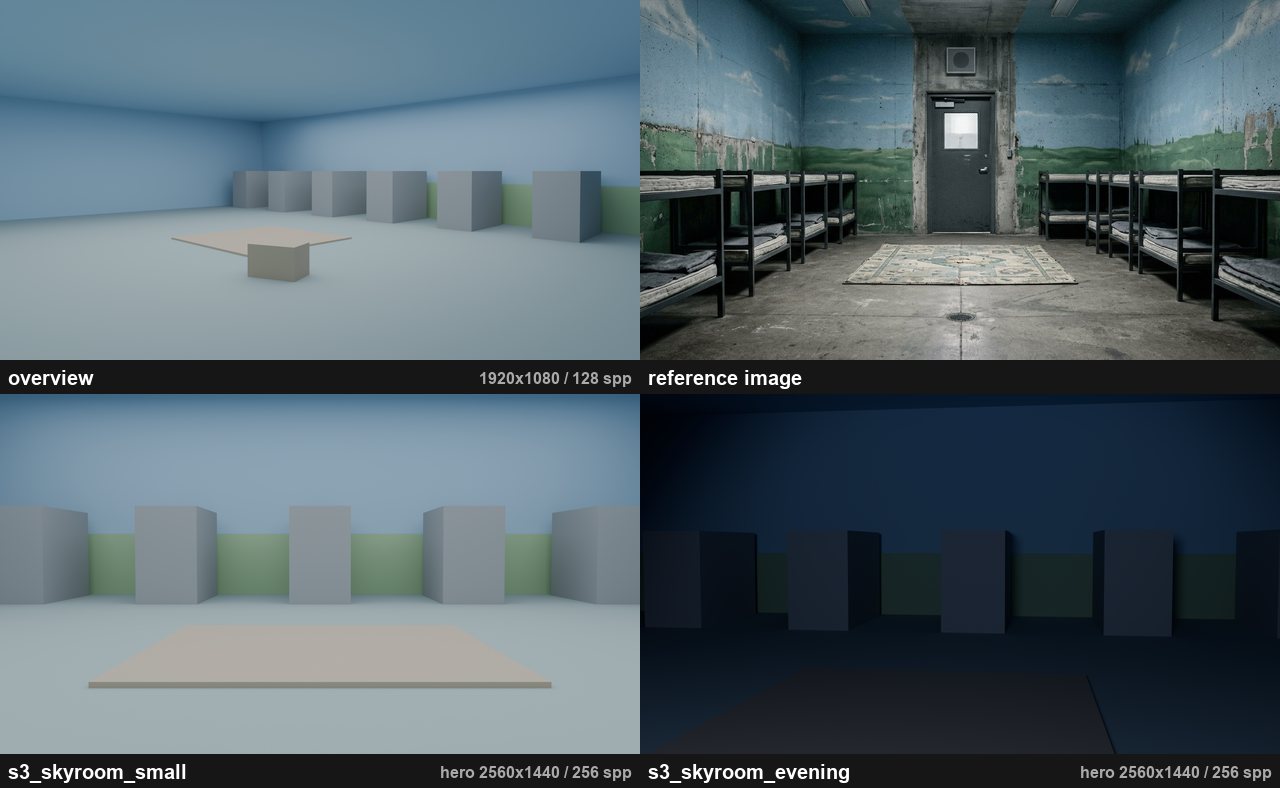 overview
1920x1080 / 128 spp
reference image
s3_skyroom_small
hero 2560x1440 / 256 spp
s3_skyroom_evening
hero 2560x1440 / 256 spp